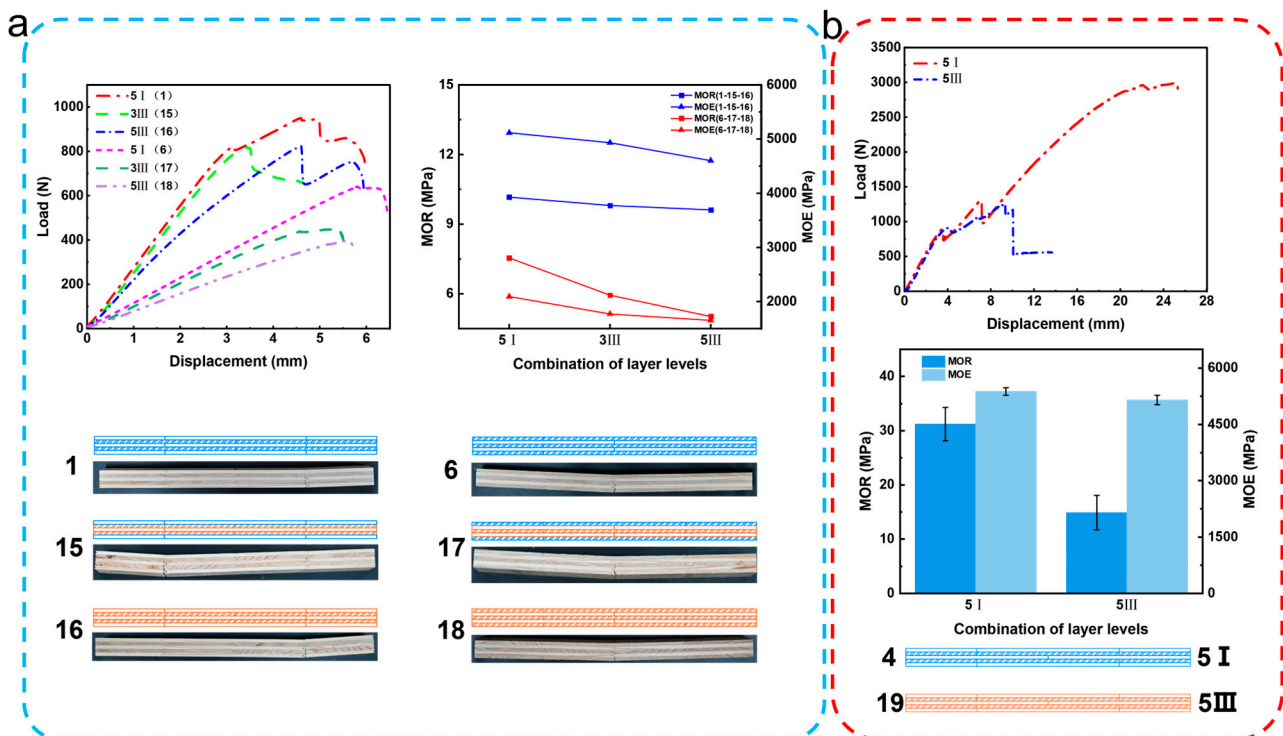 a
1000
800
600
400
200
0
Load (N)
0 1 2 3 4 5 6
Displacement (mm)
5 Ⅰ （1）
3Ⅲ（15）
5Ⅲ（16）
5 Ⅰ （6）
3Ⅲ（17）
5Ⅲ（18）
15
12
9
6
MOR (MPa)
6000
5000
4000
3000
2000
MOE (MPa)
MOR(1-15-16)
MOE(1-15-16)
MOR(6-17-18)
MOE(6-17-18)
5 Ⅰ 3Ⅲ 5Ⅲ
Combination of layer levels
1
6
15
17
16
18
b
3500
3000
2500
2000
1500
1000
500
0
Load (N)
5 Ⅰ
5Ⅲ
0 4 8 12 16 20 24 28
Displacement (mm)
40
30
20
10
0
MOR (MPa)
MOR
MOE
6000
4500
3000
1500
0
MOE (MPa)
5 Ⅰ 5Ⅲ
Combination of layer levels
4 5 Ⅰ
19 5Ⅲ